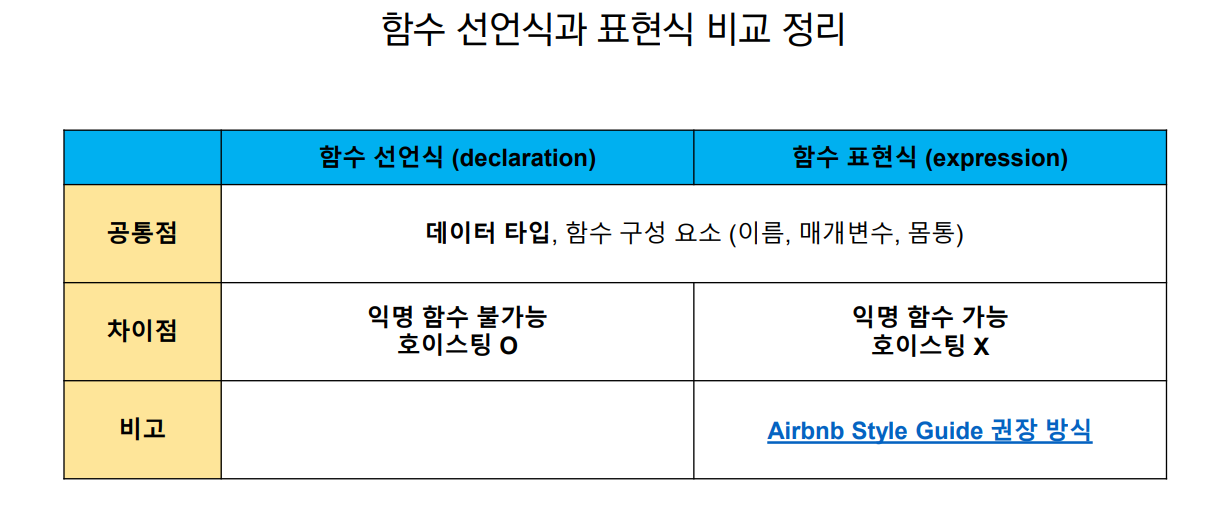 함수 선언식과 표현식 비교 정리
함수 선언식 (declaration)
함수 표현식 (expression)
공통점
데이터 타입, 함수 구성 요소 (이름, 매개변수, 몸통)
차이점
익명 함수 불가능
호이스팅 O
익명 함수 가능
호이스팅 X
비고
Airbnb Style Guide 권장 방식